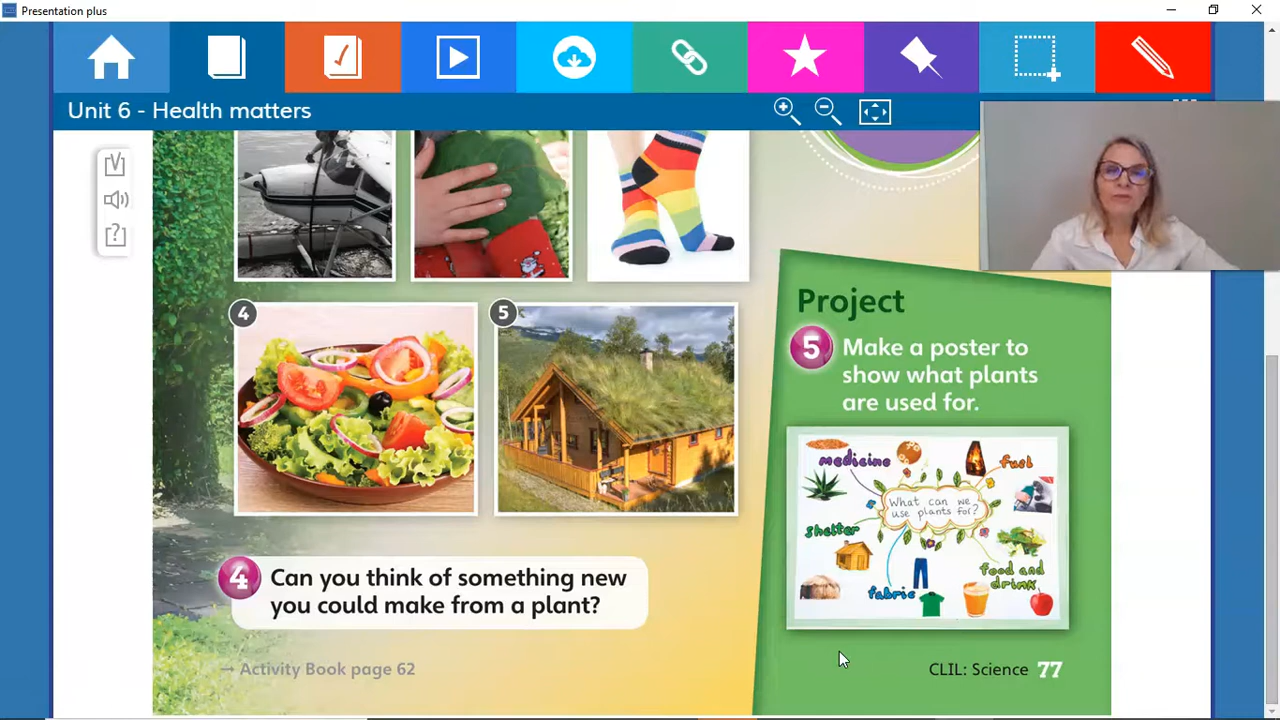 Presentation plus
Unit 6 - Health matters
4
5
Project
5 Make a poster to
show what plants
are used for.
medicine
fuel
What can we
use plants for?
shelter
food and
drink
fabric
4 Can you think of something new
you could make from a plant?
→ Activity Book page 62
CLIL: Science 77